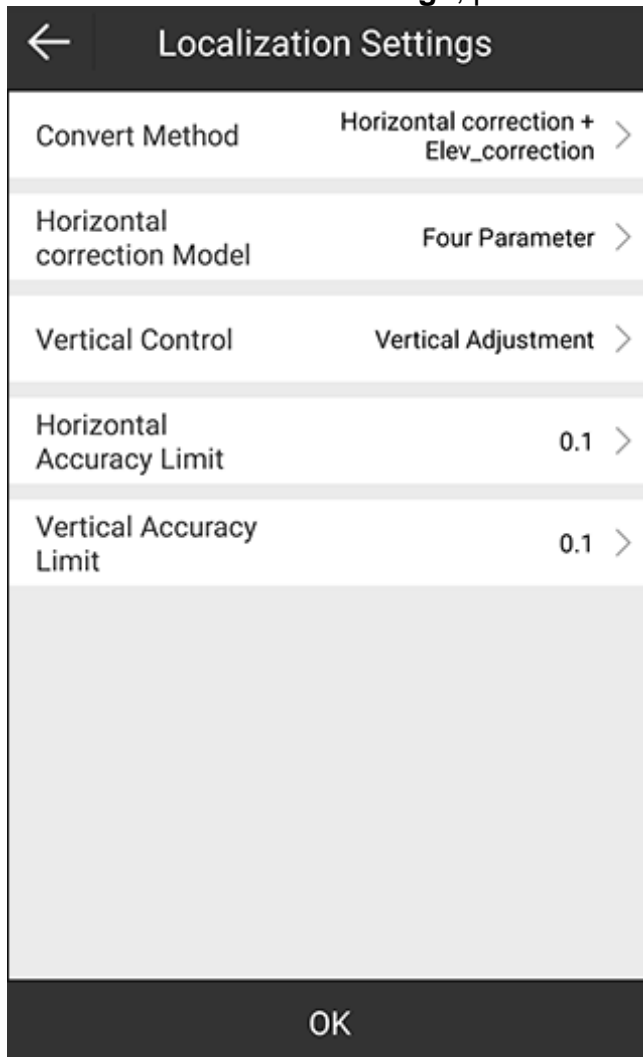 Localization Settings
Convert Method
Horizontal correction +
Elev_correction
Horizontal
correction Model
Four Parameter
Vertical Control
Vertical Adjustment
Horizontal
Accuracy Limit
0.1
Vertical Accuracy
Limit
0.1
OK